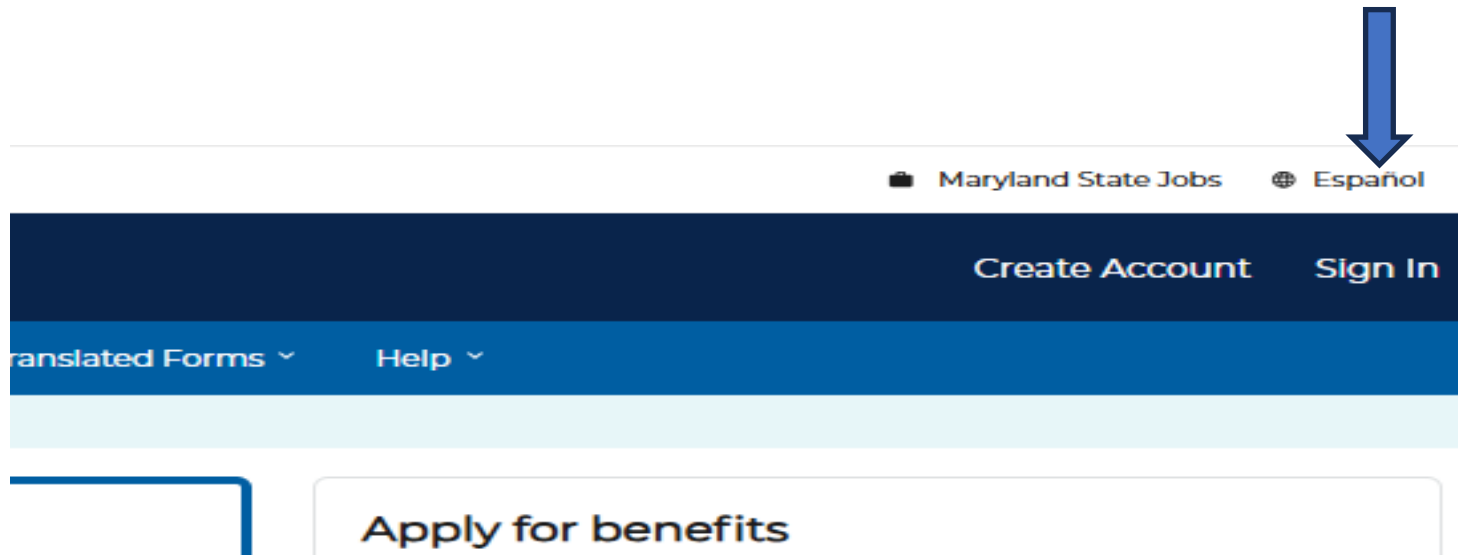 Maryland State Jobs Español
Create Account Sign In
ranslated Forms Help
Apply for benefits